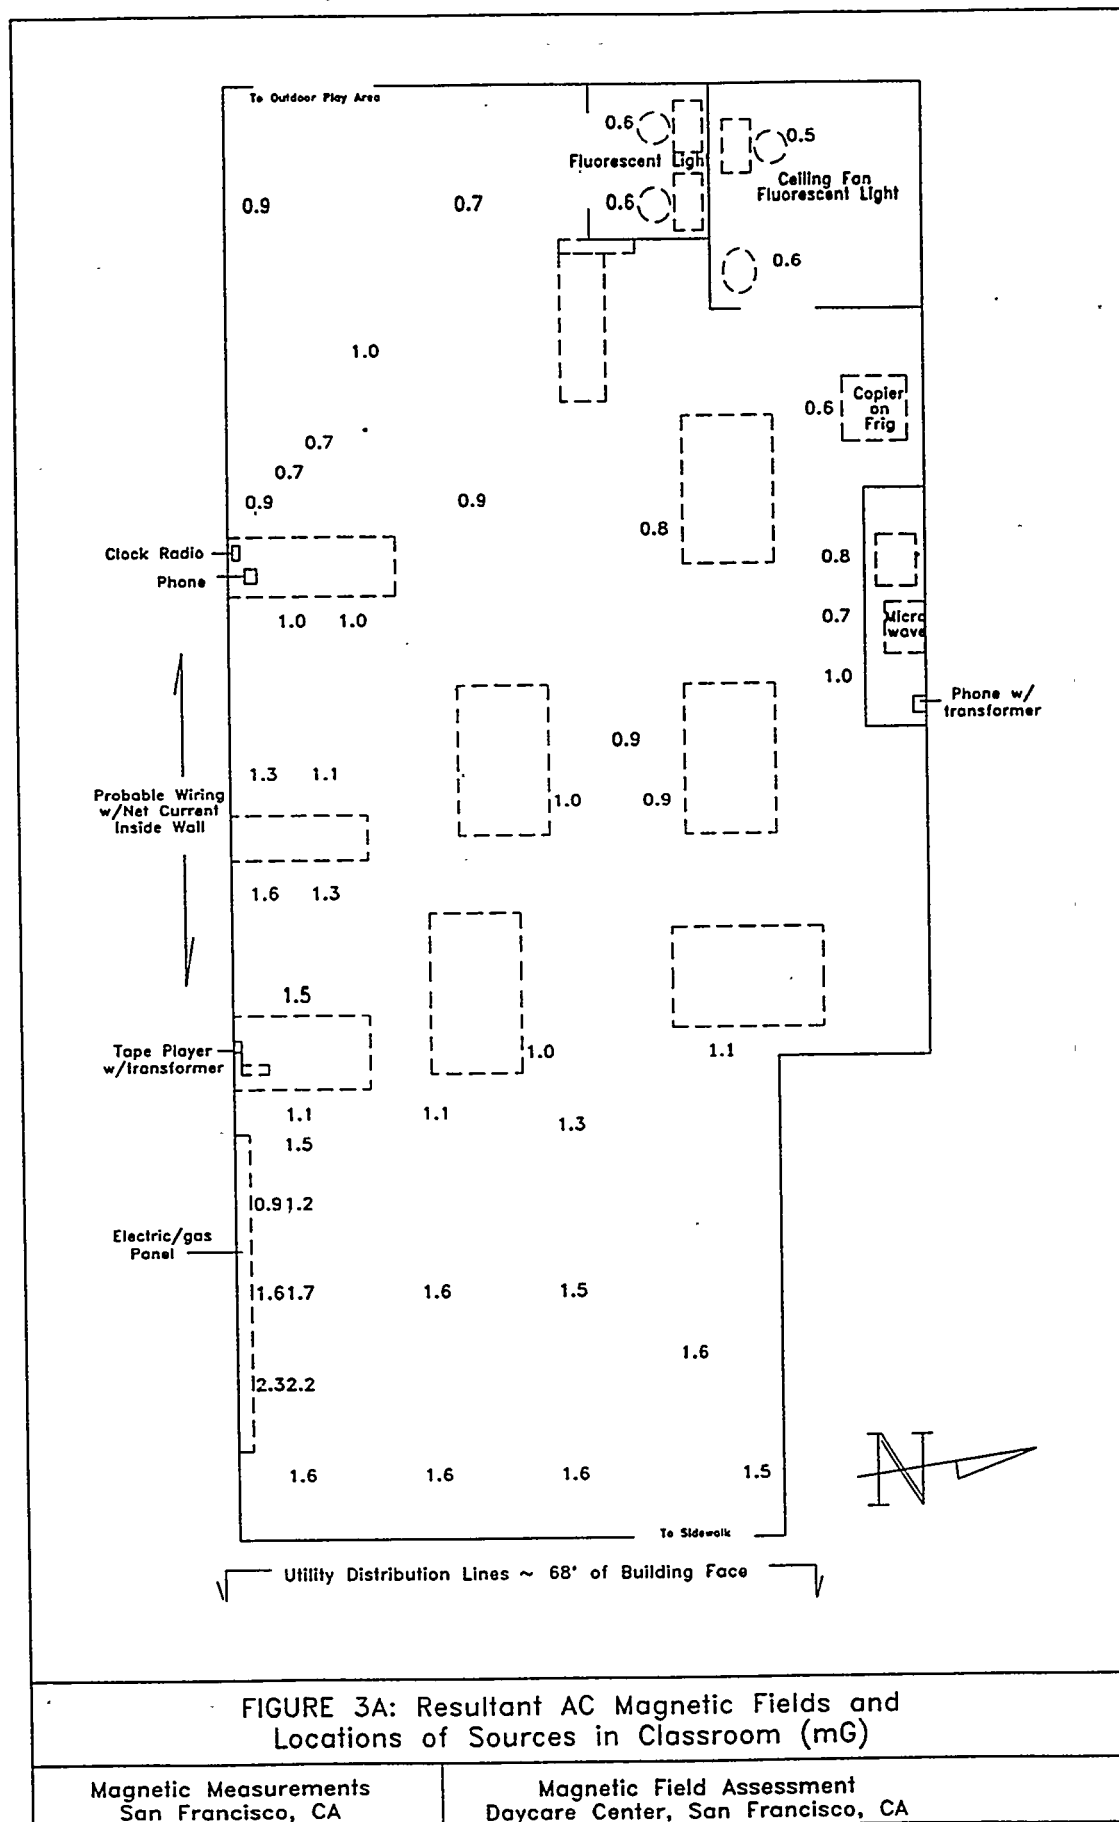 To Outdoor Play Area
0.6
0.5
Fluorescent Ligh
Ceiling Fan
Fluorescent Light
0.9
0.7
0.6
0.6
1.0
Copier
on
Frig
0.6
0.7
0.7
0.9
0.9
0.8
Clock Radio
0.8
Phone
1.0
1.0
0.7
Micro
wave
1.0
Phone w/
transformer
0.9
1.3
1.1
Probable Wiring
w/Net Current
Inside Wall
1.0
0.9
1.6
1.3
1.5
Tape Player
w/transformer
1.0
1.1
1.1
1.1
1.3
1.5
0.91.2
Electric/gas
Panel
1.61.7
1.6
1.5
1.6
2.32.2
1.6
1.6
1.6
1.5
N
To Sidewalk
Utility Distribution Lines ~ 68' of Building Face
FIGURE 3A: Resultant AC Magnetic Fields and
Locations of Sources in Classroom (mG)
Magnetic Measurements
San Francisco, CA
Magnetic Field Assessment
Daycare Center, San Francisco, CA